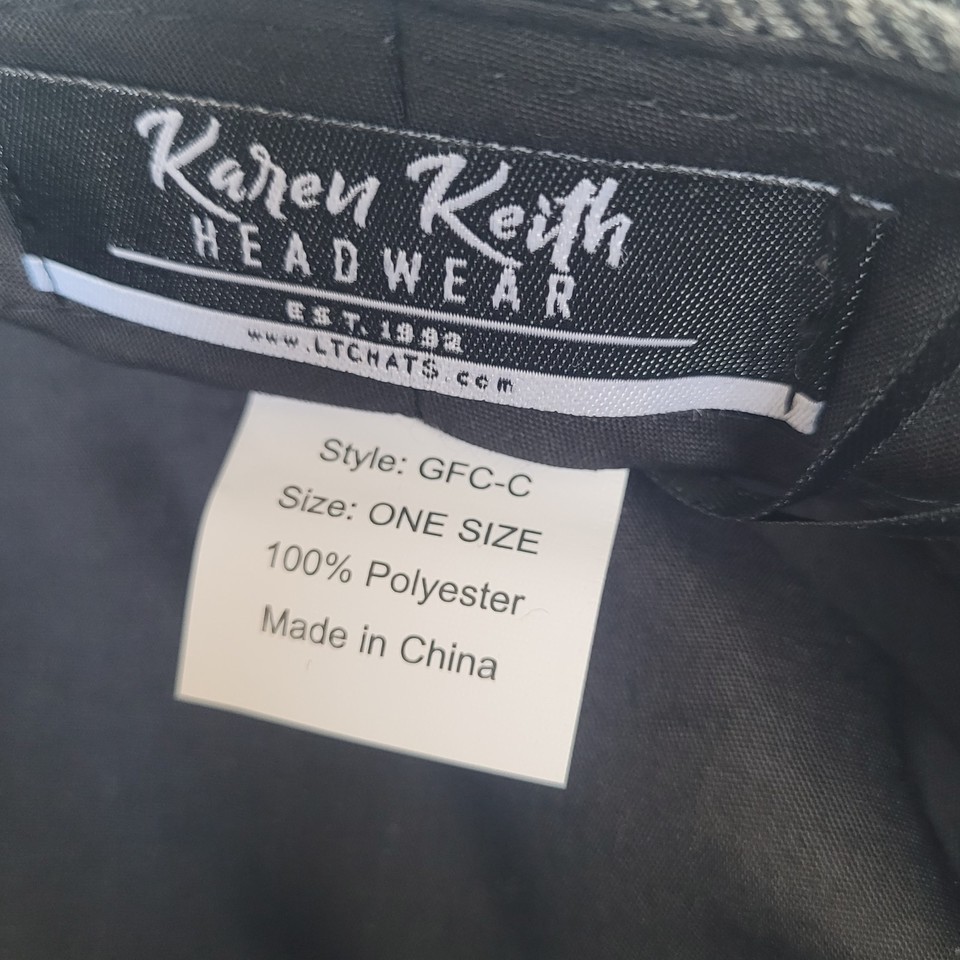 Karen Keith
HEADWEAR
EST. 1992
www.LTCHATS.com
Style: GFC-C
Size: ONE SIZE
100% Polyester
Made in China